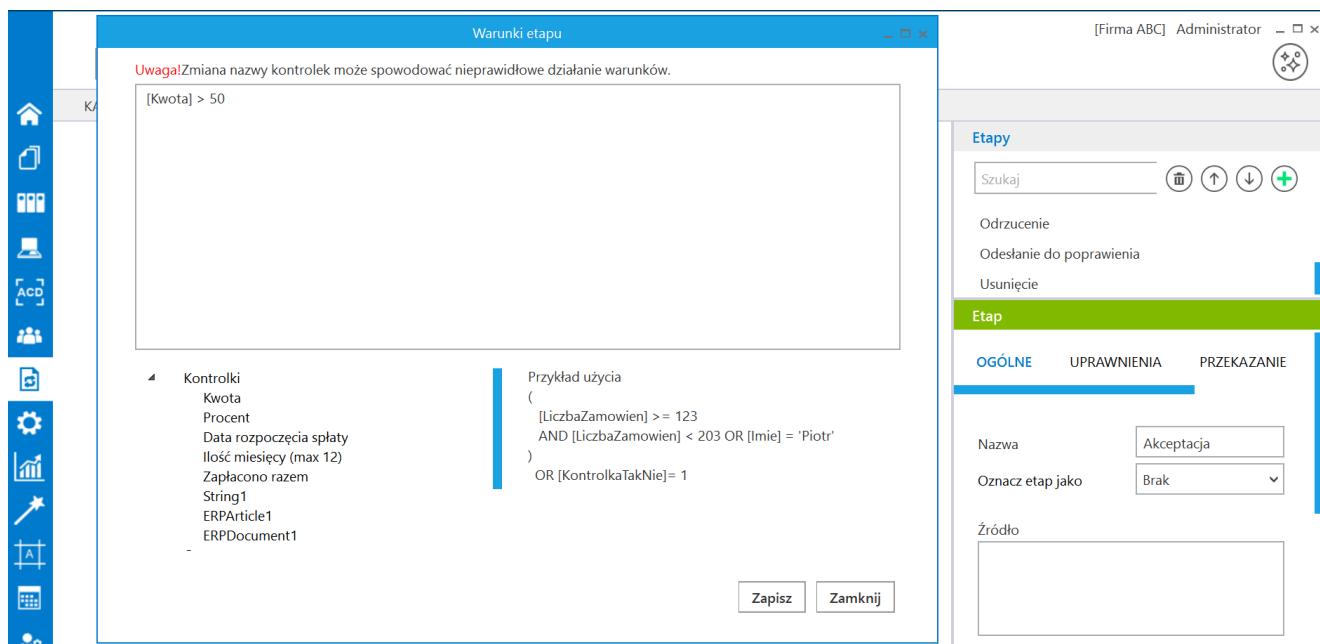 Warunki etapu
[Firma ABC] Administrator
Uwaga!Zmiana nazwy kontrolek może spowodować nieprawidłowe działanie warunków.
[Kwota] > 50
Etapy
Szukaj
Odrzucenie
Odesłanie do poprawienia
Usunięcie
Etap
OGÓLNE UPRAWNIENIA PRZEKAZANIE
Nazwa Akceptacja
Oznacz etap jako Brak
Źródło
ACD
A
Kontrolki
Kwota
Procent
Data rozpoczęcia spłaty
Ilość miesięcy (max 12)
Zapłacono razem
String1
ERPArticle1
ERPDocument1
Przykład użycia
(
[LiczbaZamowien] >= 123
AND [LiczbaZamowien] < 203 OR [Imie] = 'Piotr'
)
OR [KontrolkaTakNie]= 1
Zapisz Zamknij